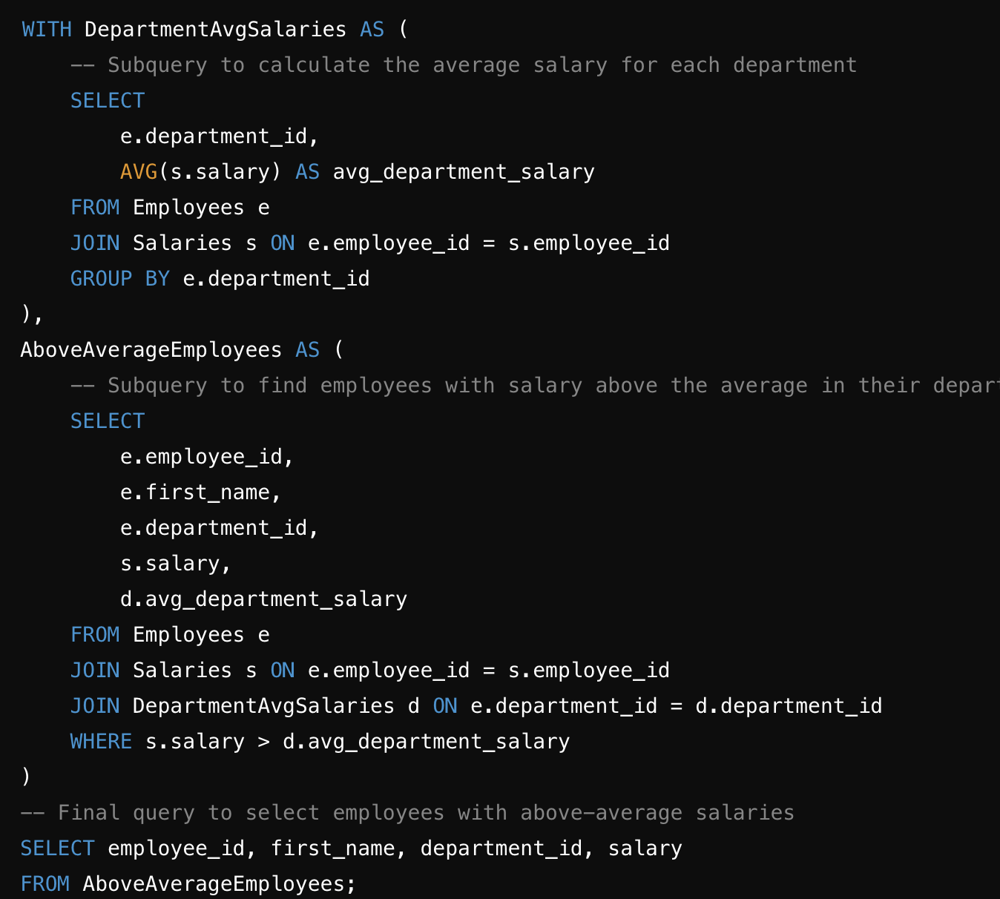 WITH DepartmentAvgSalaries AS (
    -- Subquery to calculate the average salary for each department
    SELECT
        e.department_id,
        AVG(s.salary) AS avg_department_salary
    FROM Employees e
    JOIN Salaries s ON e.employee_id = s.employee_id
    GROUP BY e.department_id
),
AboveAverageEmployees AS (
    -- Subquery to find employees with salary above the average in their
    SELECT
        e.employee_id,
        e.first_name,
        e.department_id,
        s.salary,
        d.avg_department_salary
    FROM Employees e
    JOIN Salaries s ON e.employee_id = s.employee_id
    JOIN DepartmentAvgSalaries d ON e.department_id = d.department_id
    WHERE s.salary > d.avg_department_salary
)
-- Final query to select employees with above-average salaries
SELECT employee_id, first_name, department_id, salary
FROM AboveAverageEmployees;